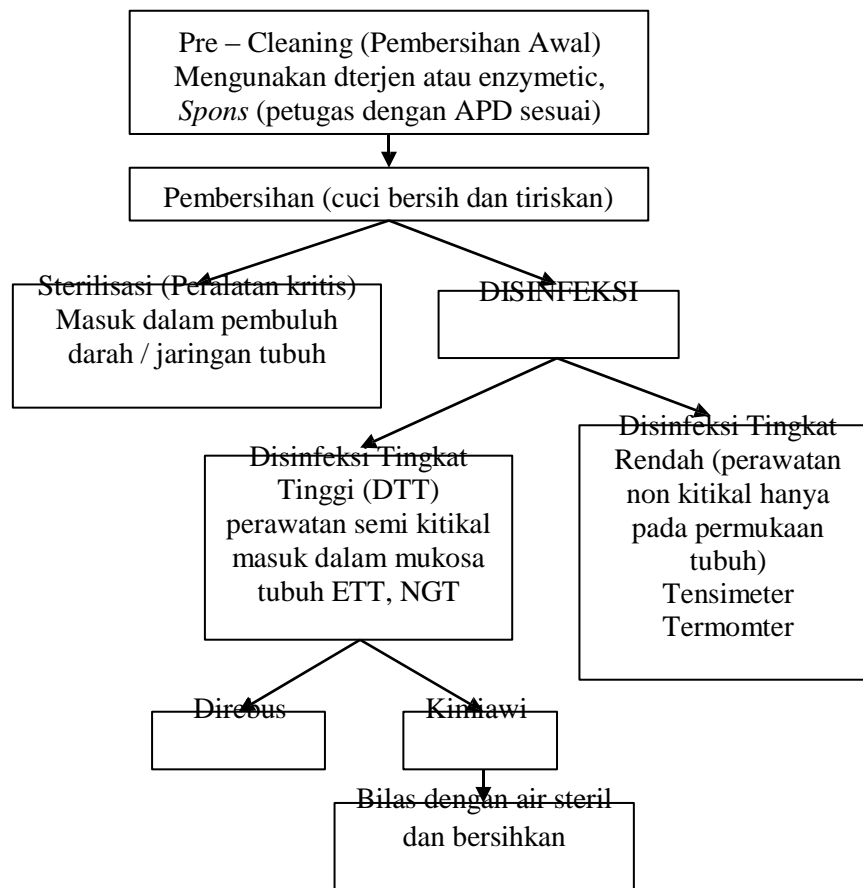 Pre – Cleaning (Pembersihan Awal)
Mengunakan dterjen atau enzymetic,
Spons (petugas dengan APD sesuai)
Pembersihan (cuci bersih dan tiriskan)
Sterilisasi (Peralatan kritis)
Masuk dalam pembuluh
darah / jaringan tubuh
DISINFEKSI
Disinfeksi Tingkat
Tinggi (DTT)
perawatan semi kitikal
masuk dalam mukosa
tubuh ETT, NGT
Disinfeksi Tingkat
Rendah (perawatan
non kitikal hanya
pada permukaan
tubuh)
Tensimeter
Termomter
Direbus
Kimiawi
Bilas dengan air steril
dan bersihkan